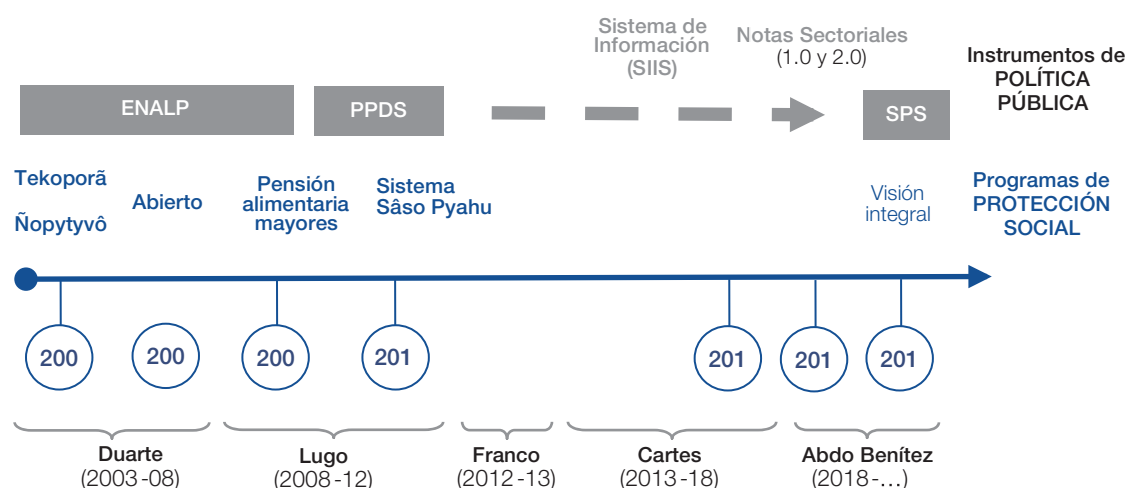 Sistema de
Información
(SIIS)
Notas Sectoriales
(1.0 y 2.0)
Instrumentos de
POLÍTICA
PÚBLICA
ENALP
PPDS
SPS
Tekoporã
Ñopytyvô
Abierto
Pensión
alimentaria
mayores
Sistema
Sâso Pyahu
Visión
integral
Programas de
PROTECCIÓN
SOCIAL
200
200
200
201
201
201
201
Duarte
(2003-08)
Lugo
(2008-12)
Franco
(2012-13)
Cartes
(2013-18)
Abdo Benítez
(2018-...)